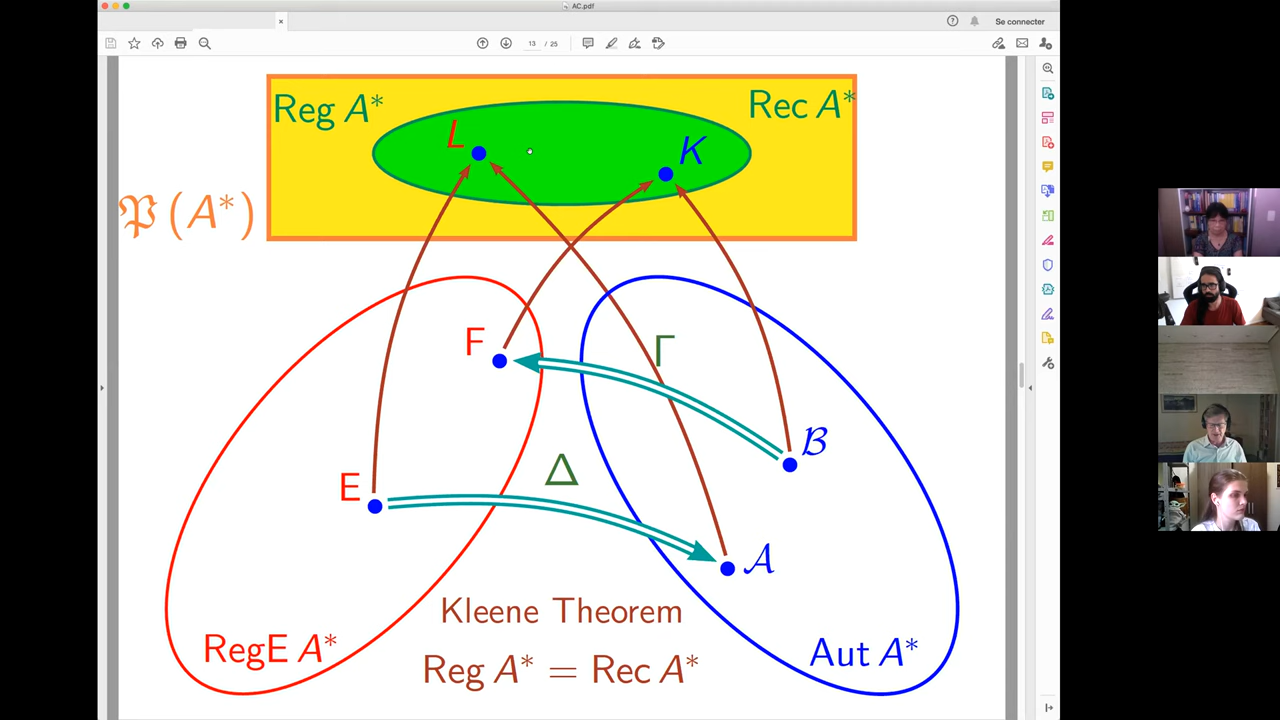 AC.pdf
Se connecter
13 / 25
Reg A* Rec A*
L
K
𝔓(A*)
F
Γ
ℬ
E
Δ
𝒜
Kleene Theorem
RegE A*
Aut A*
Reg A* = Rec A*